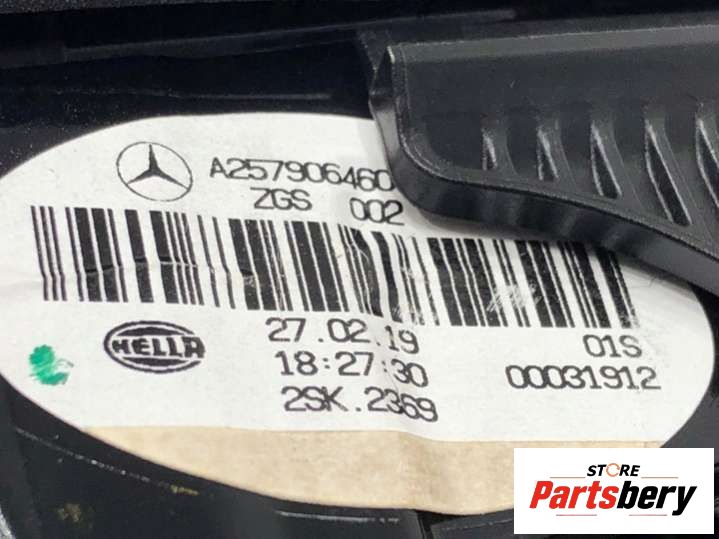 A257906460
ZGS 002
HELLA
27.02.19
18:27:30
2SK.2369
01S
00031912
STORE
Partsbery